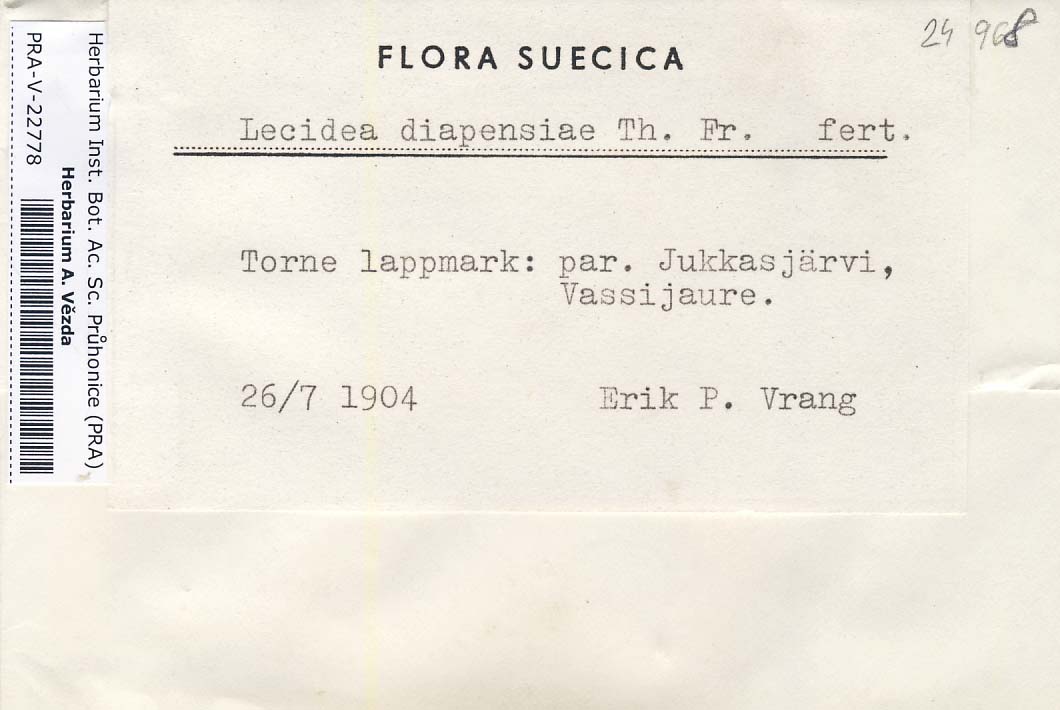 24 968
FLORA SUECICA
Lecidea diapensiae Th. Fr. fert.
Torne lappmark: par. Jukkasjärvi,
Vassijaure.
26/7 1904 Erik P. Vrang
Herbarium Inst. Bot. Ac. Sc. Průhonice (PRA)
Herbarium A. Vězda
PRA-V-22778